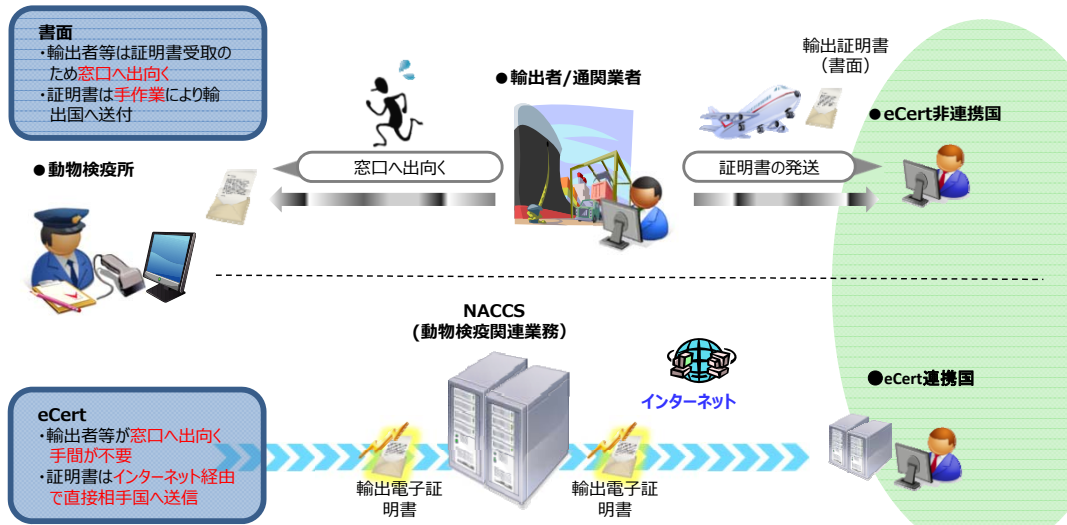 書面
・輸出者等は証明書受取の
ため窓口へ出向く
・証明書は手作業により輸
出国へ送付
輸出証明書
（書面）
●輸出者/通関業者
●eCert非連携国
窓口へ出向く
証明書の発送
●動物検疫所
NACCS
(動物検疫関連業務）
インターネット
●eCert連携国
eCert
・輸出者等が窓口へ出向く
手間が不要
・証明書はインターネット経由
で直接相手国へ送信
輸出電子証
明書
輸出電子証
明書